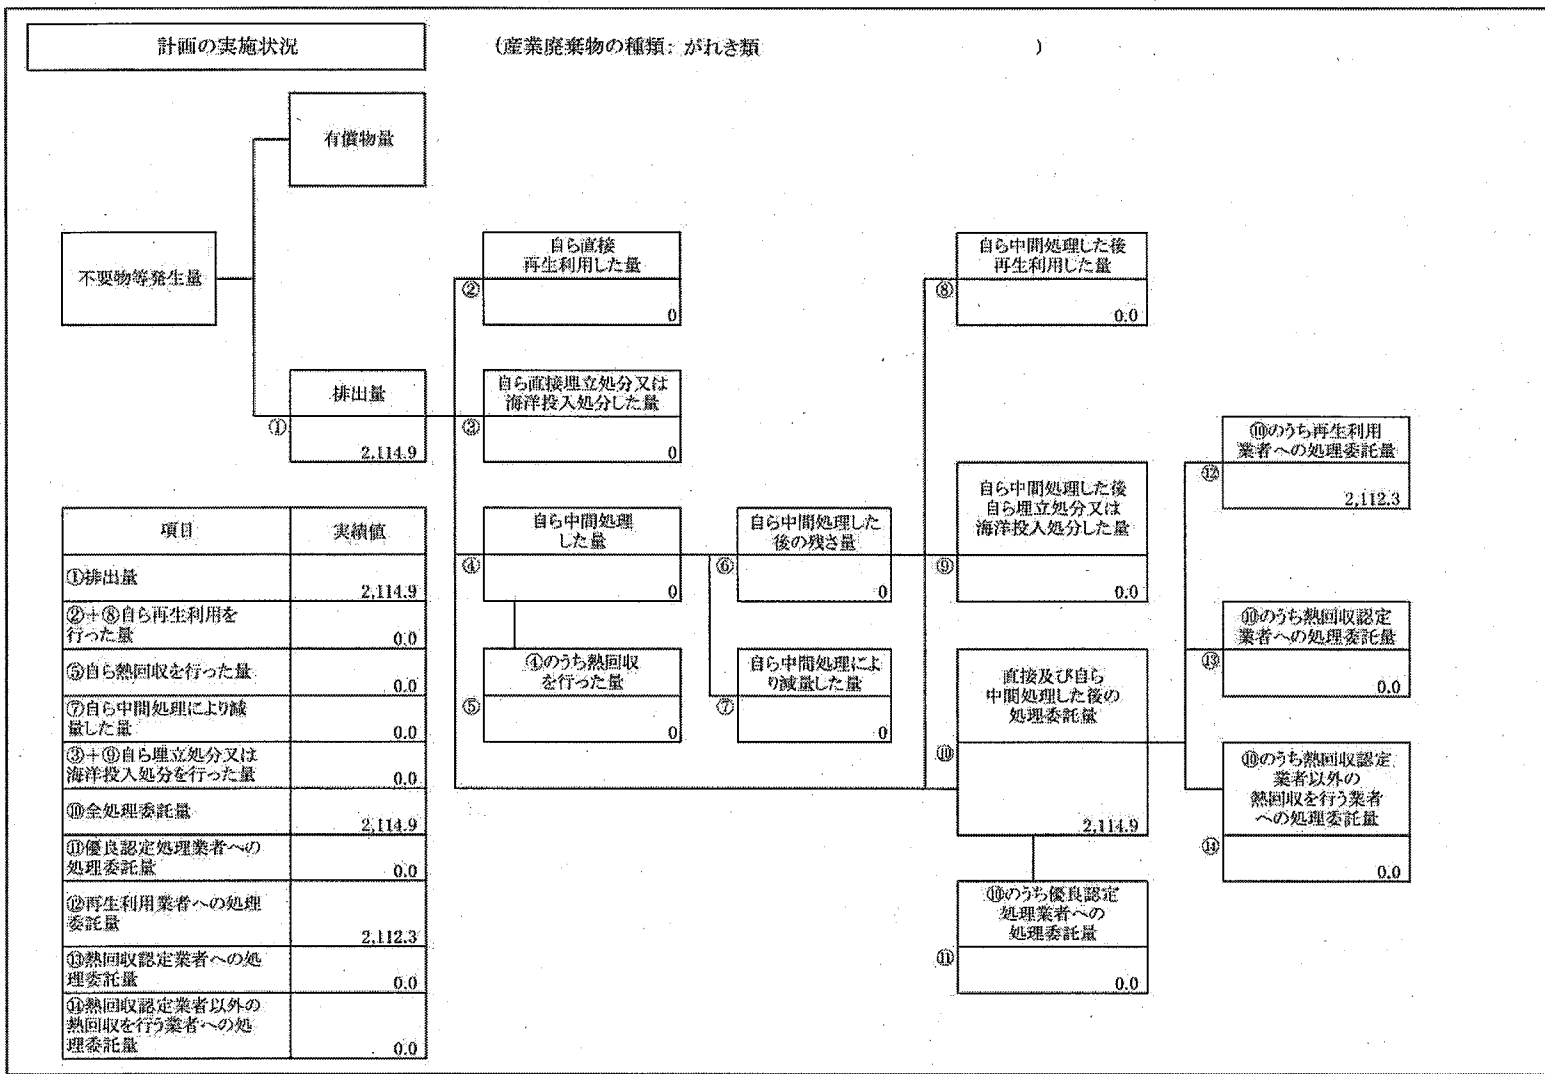 計画の実施状況
(産業廃棄物の種類: がれき類 )
有償物量
不要物等発生量
排出量
①
2,114.9
自ら直接
再生利用した量
②
0
自ら直接埋立処分又は
海洋投入処分した量
③
0
自ら中間処理
した量
④
0
④のうち熱回収
を行った量
⑤
0
自ら中間処理した
後の残さ量
⑥
0
自ら中間処理によ
り減量した量
⑦
0
自ら中間処理した後
再生利用した量
⑧
0.0
自ら中間処理した後
自ら埋立処分又は
海洋投入処分した量
⑨
0.0
直接及び自ら
中間処理した後の
処理委託量
⑩
2,114.9
⑩のうち優良認定
処理業者への
処理委託量
⑪
0.0
⑩のうち再生利用
業者への処理委託量
⑫
2,112.3
⑩のうち熱回収認定
業者への処理委託量
⑬
0.0
⑩のうち熱回収認定
業者以外の
熱回収を行う業者
への処理委託量
⑭
0.0
項目 実績値
①排出量 2,114.9
②+⑧自ら再生利用を
行った量 0.0
⑤自ら熱回収を行った量 0.0
⑦自ら中間処理により減
量した量 0.0
③+⑨自ら埋立処分又は
海洋投入処分を行った量 0.0
⑩全処理委託量 2,114.9
⑪優良認定処理業者への
処理委託量 0.0
⑫再生利用業者への処理
委託量 2,112.3
⑬熱回収認定業者への処
理委託量 0.0
⑭熱回収認定業者以外の
熱回収を行う業者への処
理委託量 0.0